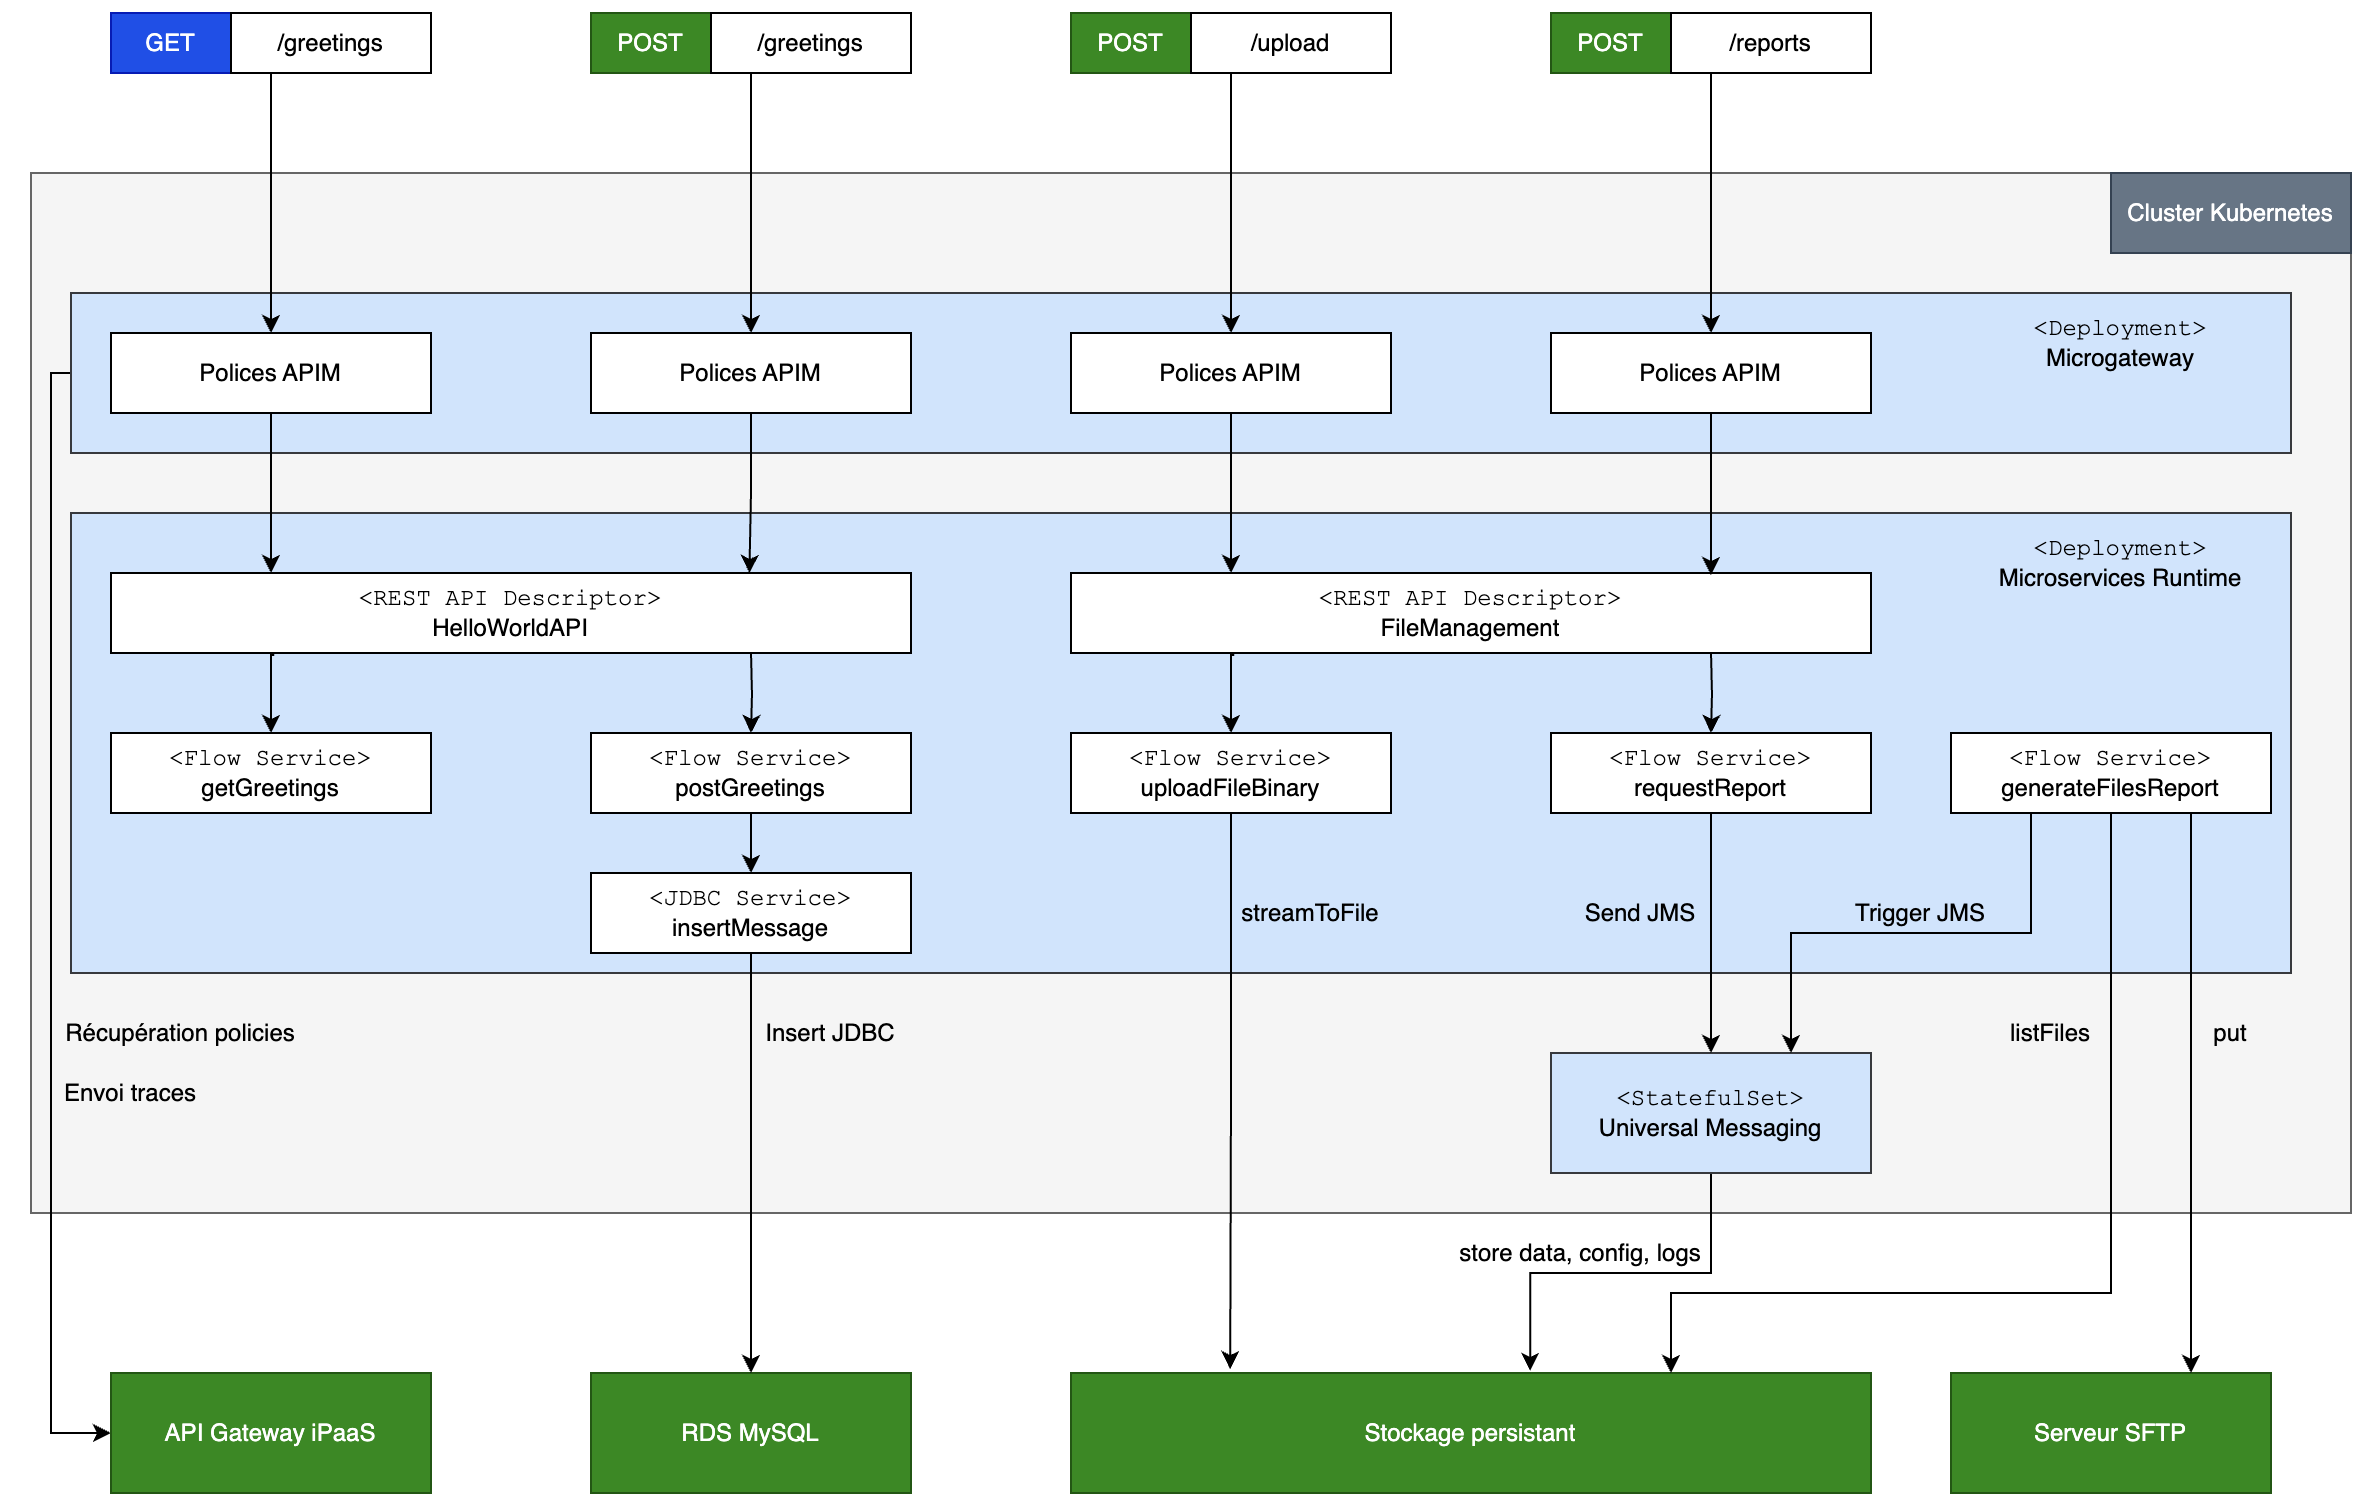 GET
/greetings
POST
/greetings
POST
/upload
POST
/reports
Cluster Kubernetes
<Deployment>
Microgateway
Polices APIM
Polices APIM
Polices APIM
Polices APIM
<Deployment>
Microservices Runtime
<REST API Descriptor>
HelloWorldAPI
<REST API Descriptor>
FileManagement
<Flow Service>
getGreetings
<Flow Service>
postGreetings
<Flow Service>
uploadFileBinary
<Flow Service>
requestReport
<Flow Service>
generateFilesReport
<JDBC Service>
insertMessage
streamToFile
Send JMS
Trigger JMS
Récupération policies
Insert JDBC
listFiles
put
Envoi traces
<StatefulSet>
Universal Messaging
store data, config, logs
API Gateway iPaaS
RDS MySQL
Stockage persistant
Serveur SFTP